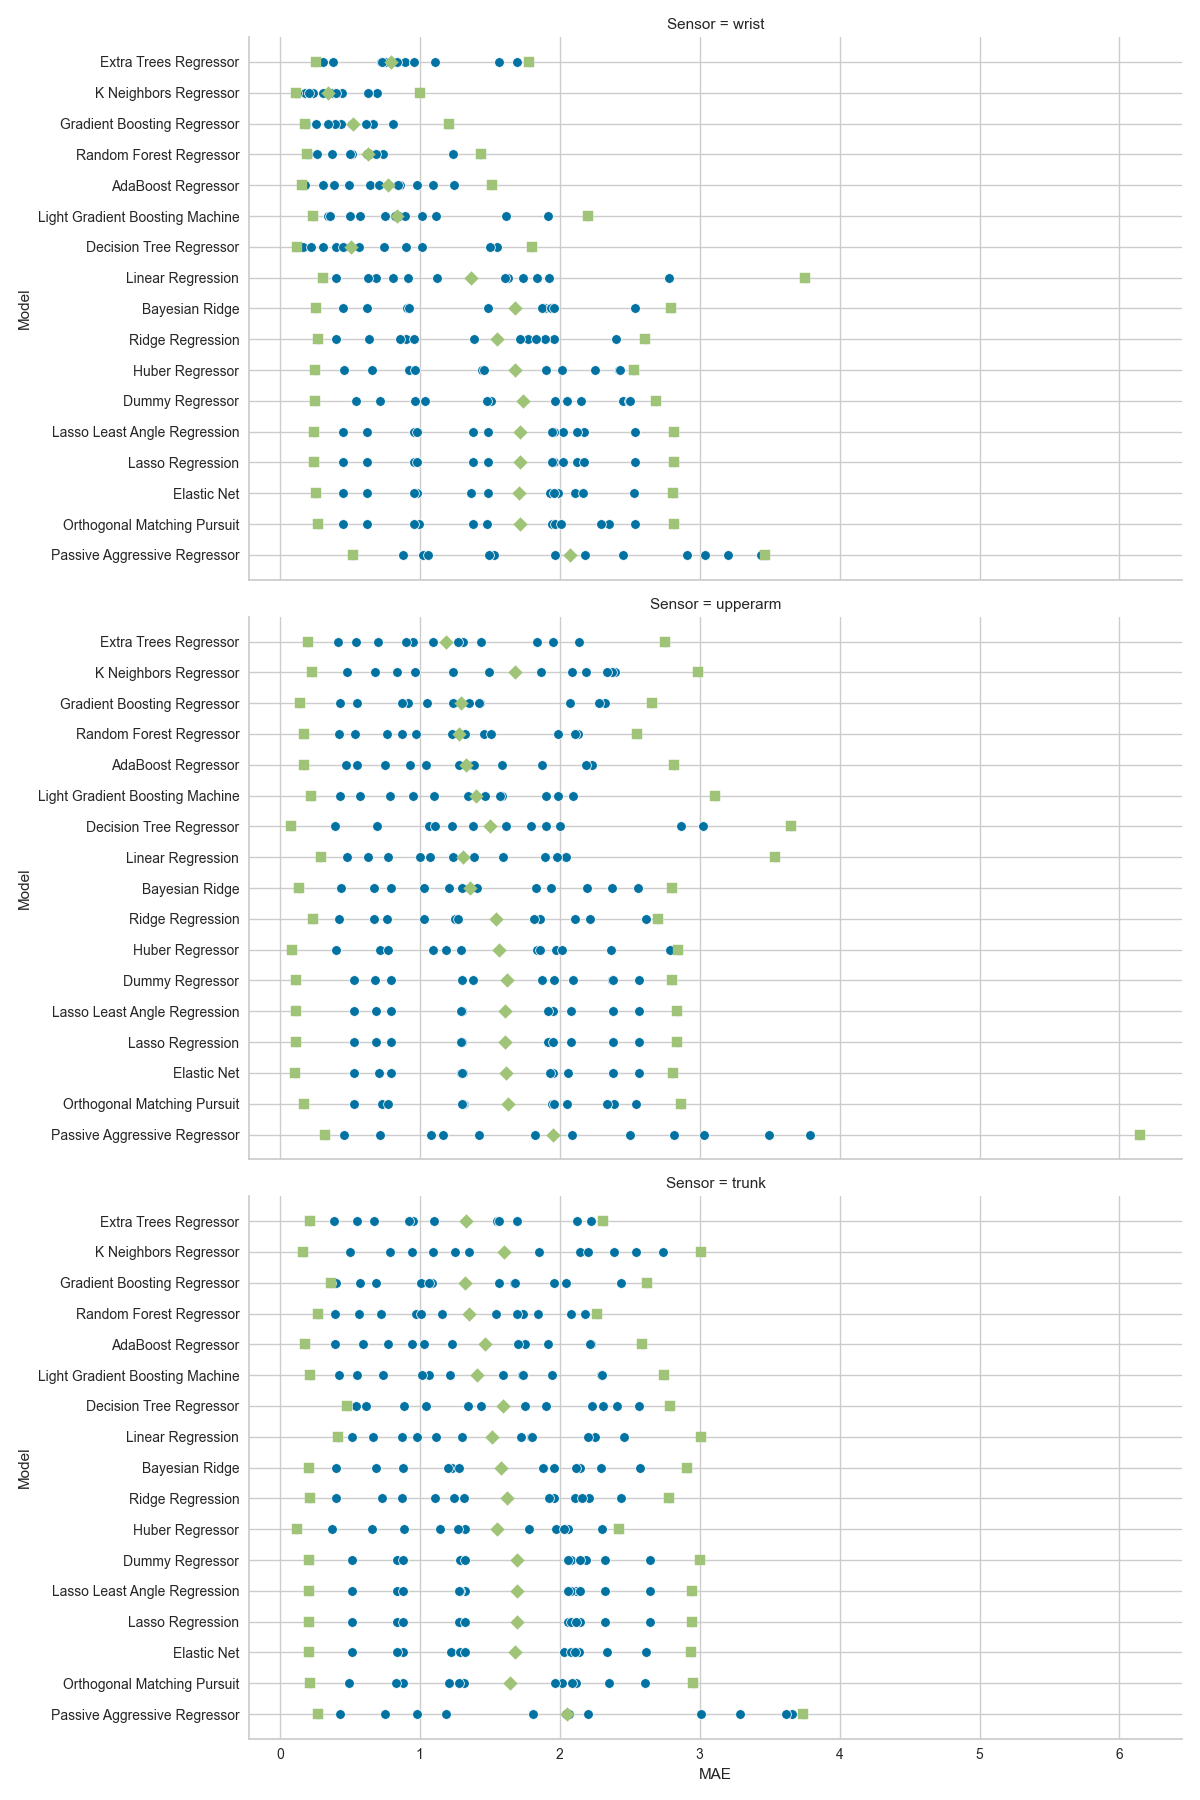 Sensor = wrist
Extra Trees Regressor
K Neighbors Regressor
Gradient Boosting Regressor
Random Forest Regressor
AdaBoost Regressor
Light Gradient Boosting Machine
Decision Tree Regressor
Linear Regression
Bayesian Ridge
Ridge Regression
Huber Regressor
Dummy Regressor
Lasso Least Angle Regression
Lasso Regression
Elastic Net
Orthogonal Matching Pursuit
Passive Aggressive Regressor
Model
Sensor = upperarm
Extra Trees Regressor
K Neighbors Regressor
Gradient Boosting Regressor
Random Forest Regressor
AdaBoost Regressor
Light Gradient Boosting Machine
Decision Tree Regressor
Linear Regression
Bayesian Ridge
Ridge Regression
Huber Regressor
Dummy Regressor
Lasso Least Angle Regression
Lasso Regression
Elastic Net
Orthogonal Matching Pursuit
Passive Aggressive Regressor
Model
Sensor = trunk
Extra Trees Regressor
K Neighbors Regressor
Gradient Boosting Regressor
Random Forest Regressor
AdaBoost Regressor
Light Gradient Boosting Machine
Decision Tree Regressor
Linear Regression
Bayesian Ridge
Ridge Regression
Huber Regressor
Dummy Regressor
Lasso Least Angle Regression
Lasso Regression
Elastic Net
Orthogonal Matching Pursuit
Passive Aggressive Regressor
Model
0 1 2 3 4 5 6
MAE